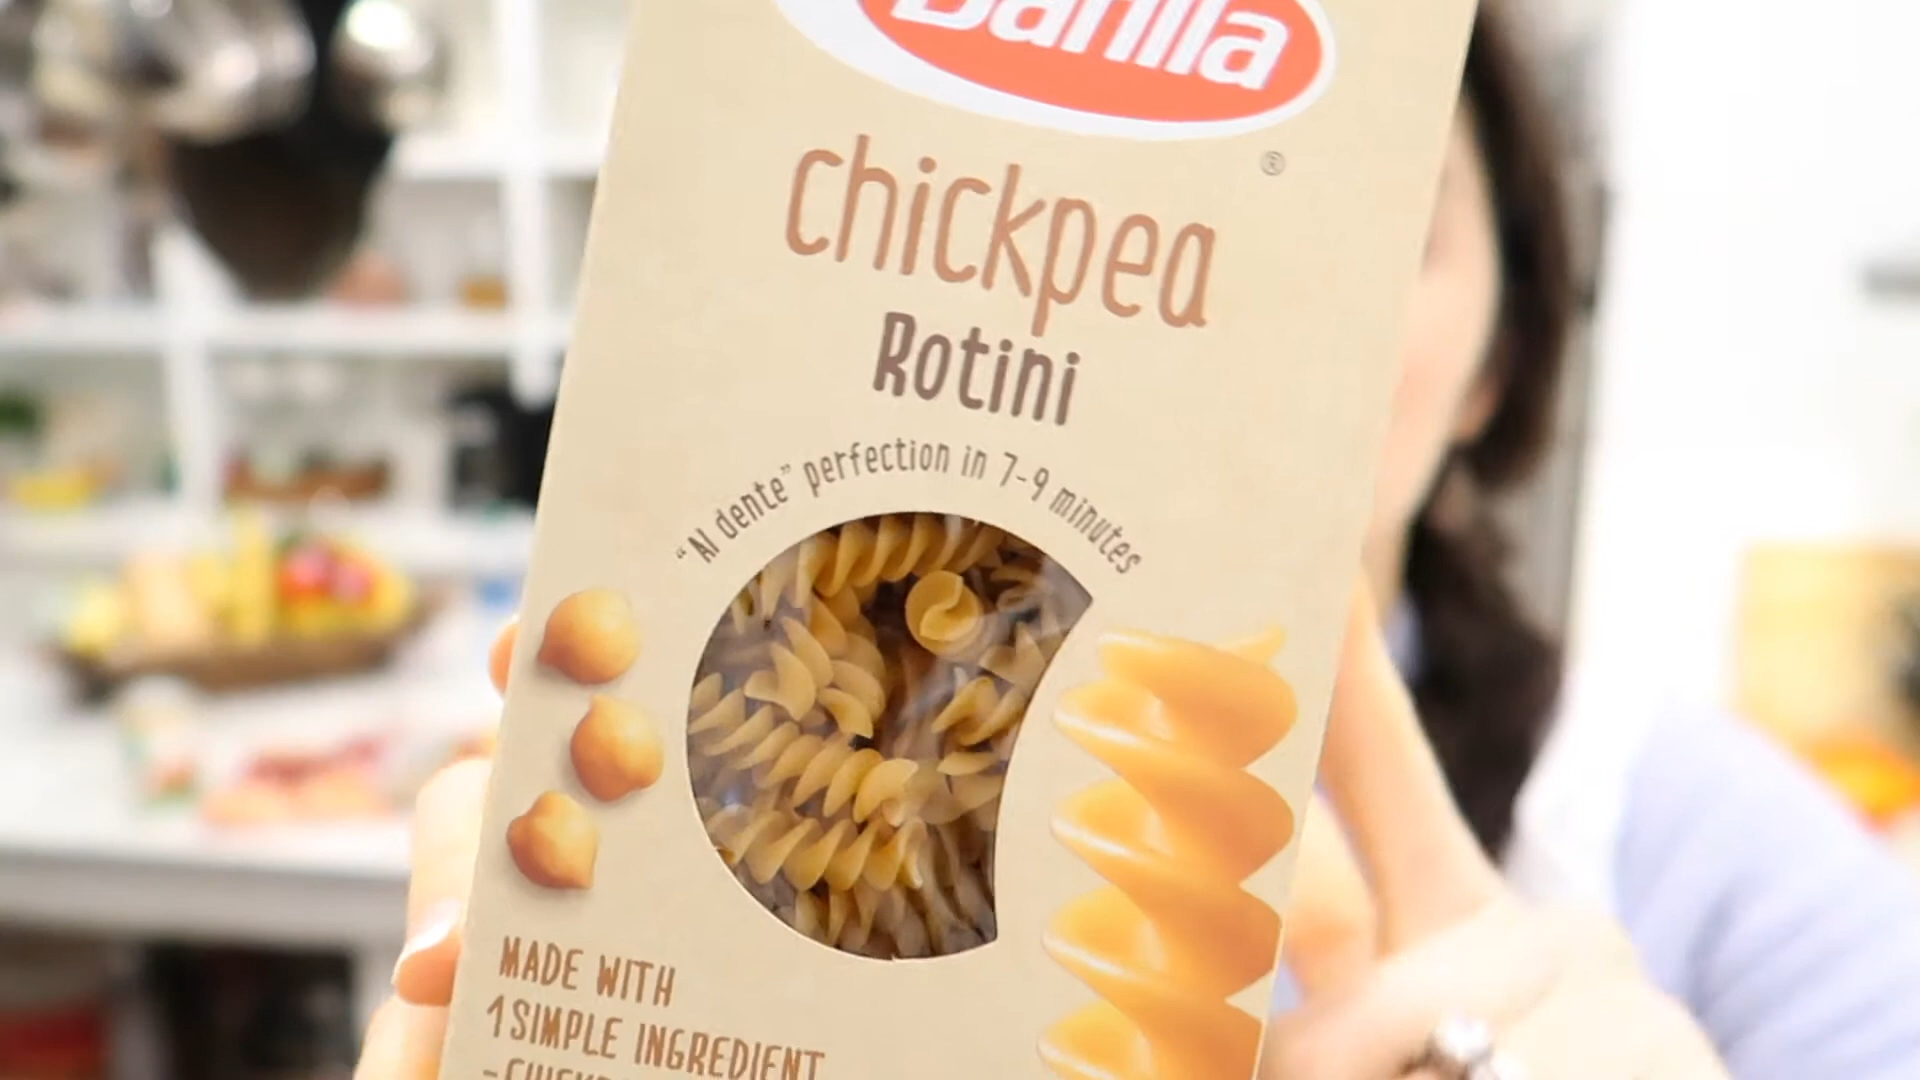 Barilla
®
chickpea
Rotini
“Al dente” perfection in 7-9 minutes
MADE WITH
1 SIMPLE INGREDIENT